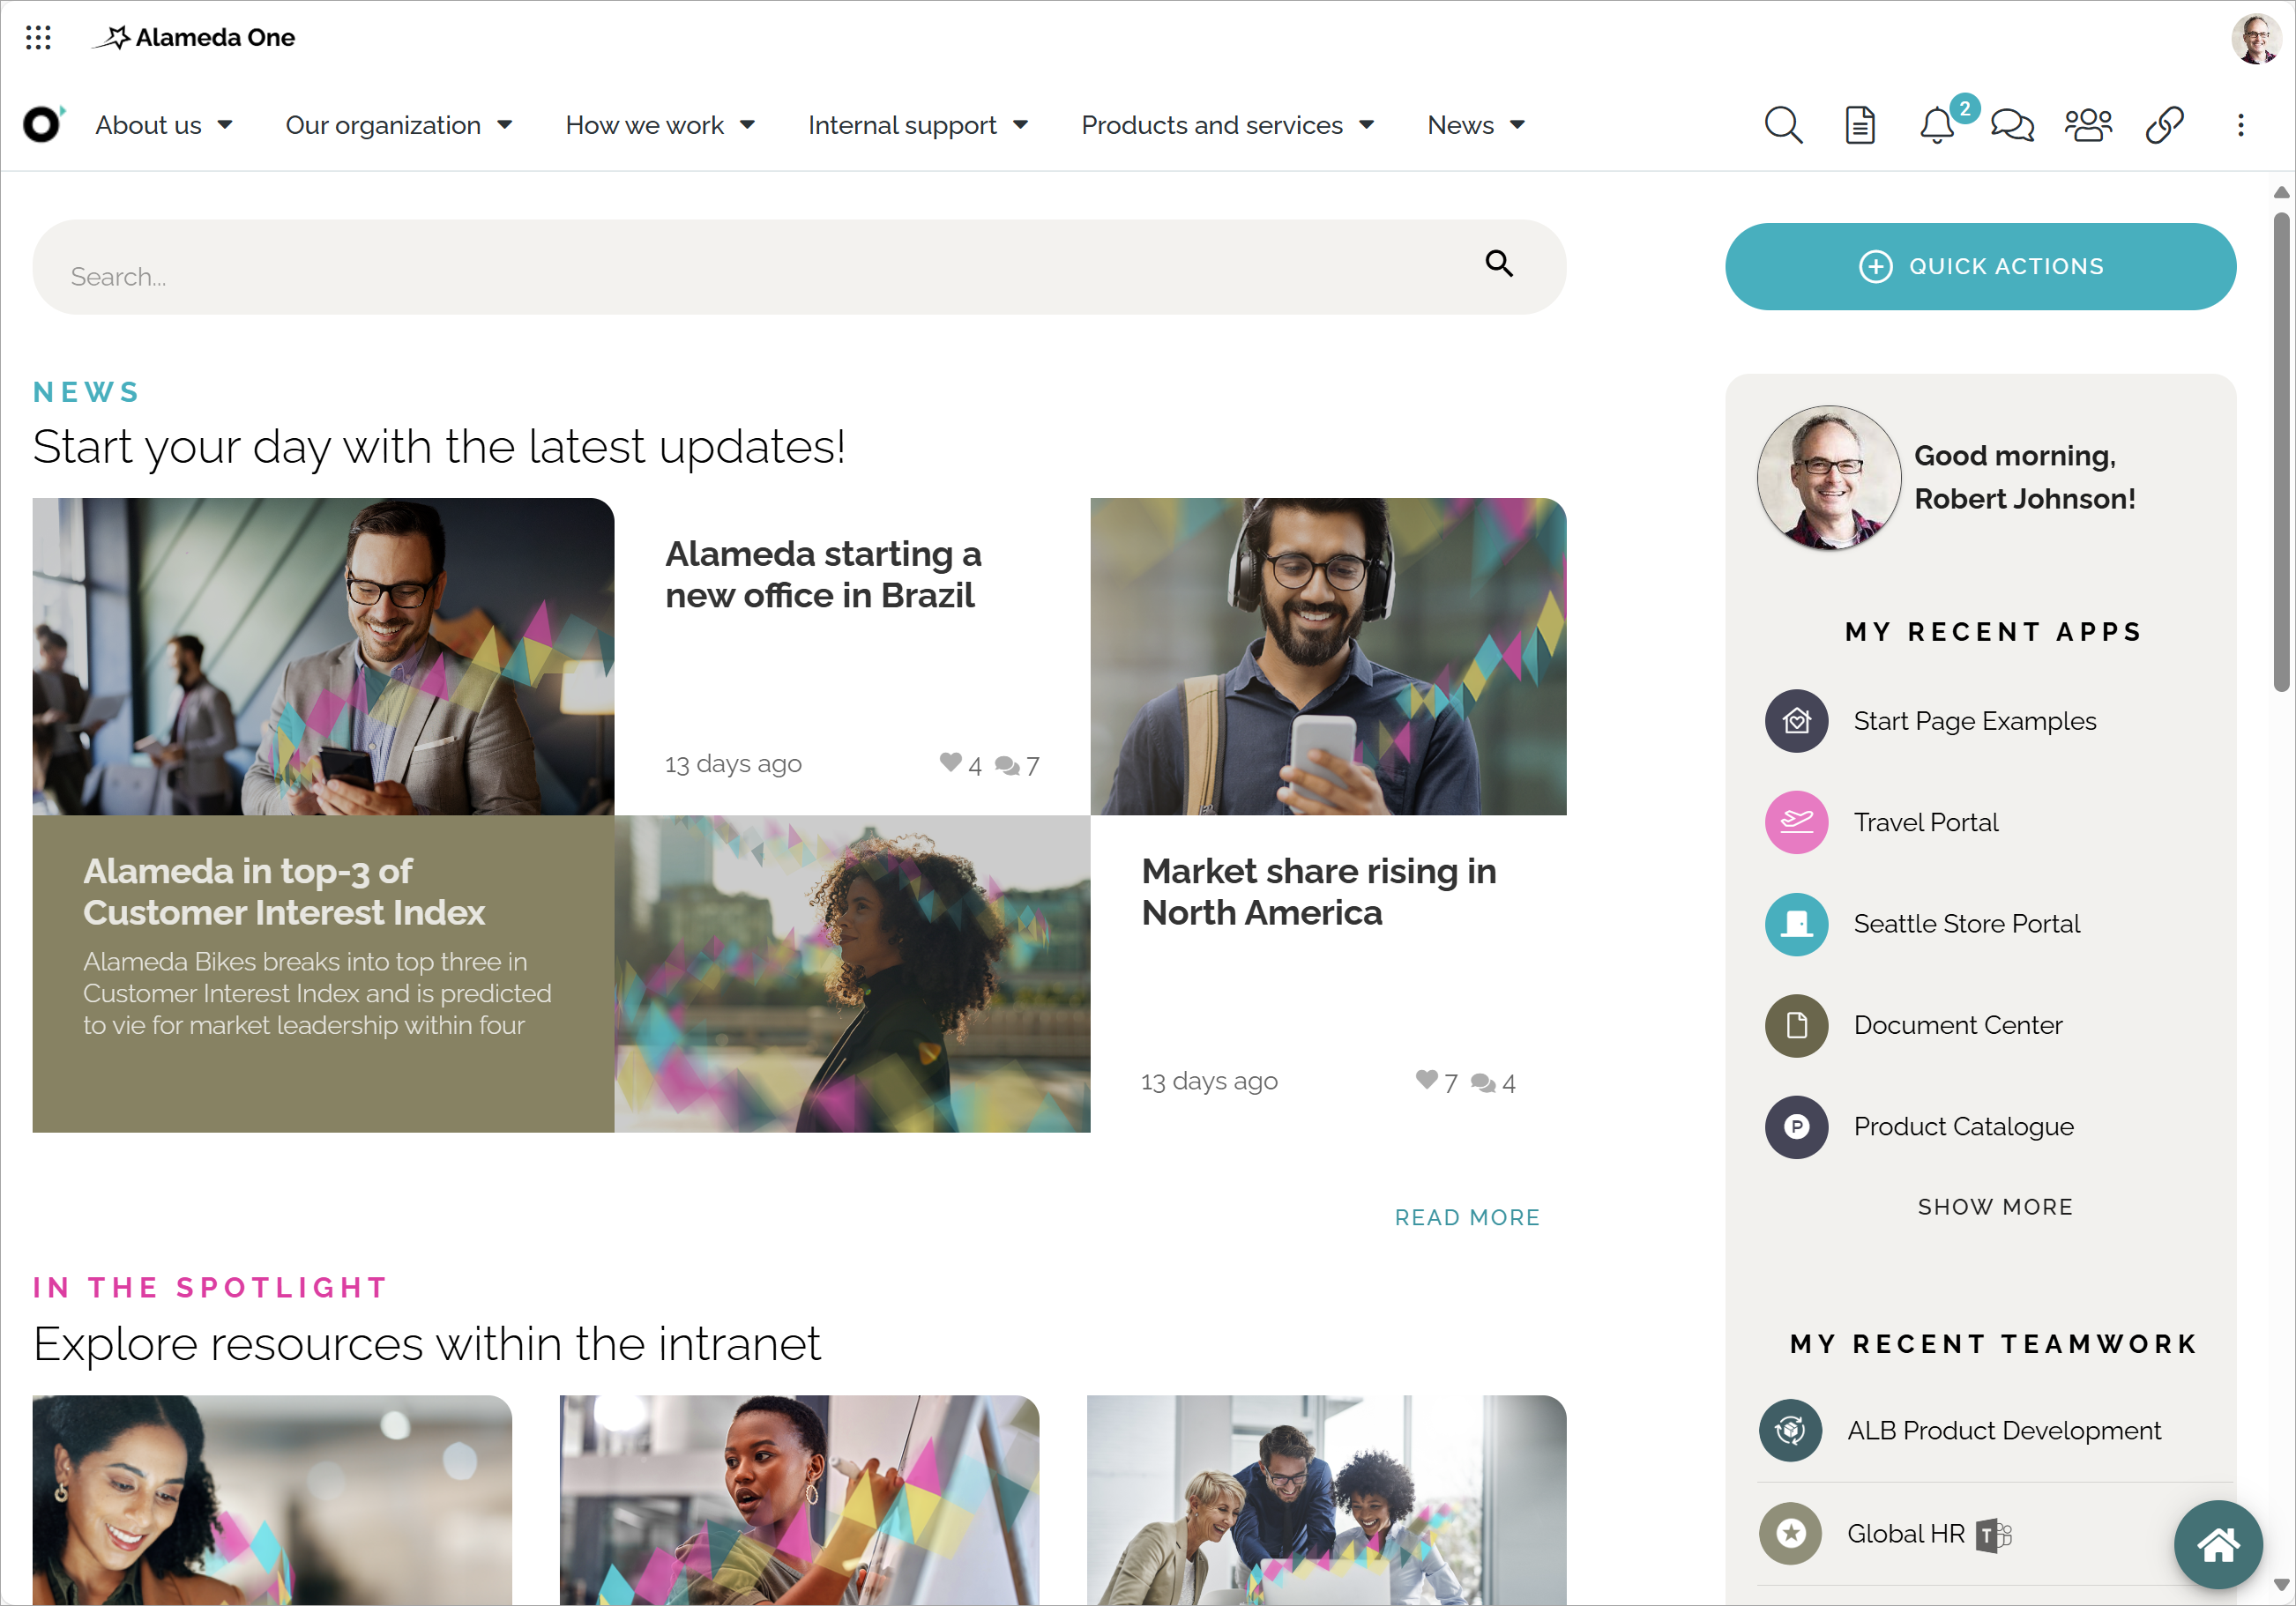 Alameda One
About us
Our organization
How we work
Internal support
Products and services
News
2
Search...
QUICK ACTIONS
NEWS
Start your day with the latest updates!
Alameda starting a
new office in Brazil
13 days ago 4 7
Alameda in top-3 of
Customer Interest Index
Alameda Bikes breaks into top three in
Customer Interest Index and is predicted
to vie for market leadership within four
Market share rising in
North America
13 days ago 7 4
READ MORE
IN THE SPOTLIGHT
Explore resources within the intranet
Good morning,
Robert Johnson!
MY RECENT APPS
Start Page Examples
Travel Portal
Seattle Store Portal
Document Center
P
Product Catalogue
SHOW MORE
MY RECENT TEAMWORK
ALB Product Development
Global HR T